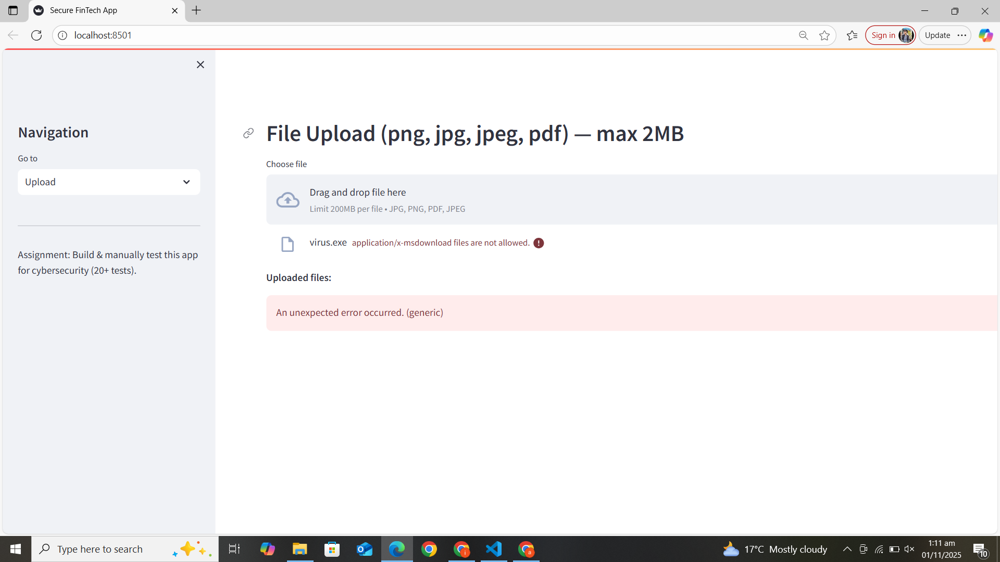 Secure FinTech App
localhost:8501
Sign in
Update
Navigation
Go to
Upload
Assignment: Build & manually test this app
for cybersecurity (20+ tests).
File Upload (png, jpg, jpeg, pdf) — max 2MB
Choose file
Drag and drop file here
Limit 200MB per file • JPG, PNG, PDF, JPEG
virus.exe application/x-msdownload files are not allowed.
Uploaded files:
An unexpected error occurred. (generic)
Type here to search
17°C Mostly cloudy
1:11 am
01/11/2025
10